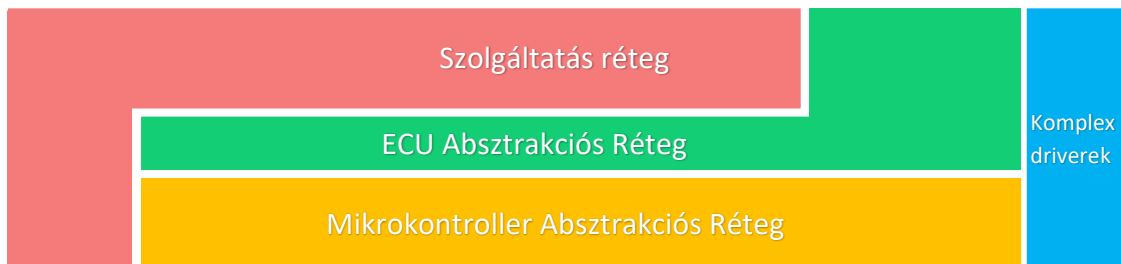 Szolgáltatás réteg
ECU Absztrakciós Réteg
Komplex
driverek
Mikrokontroller Absztrakciós Réteg